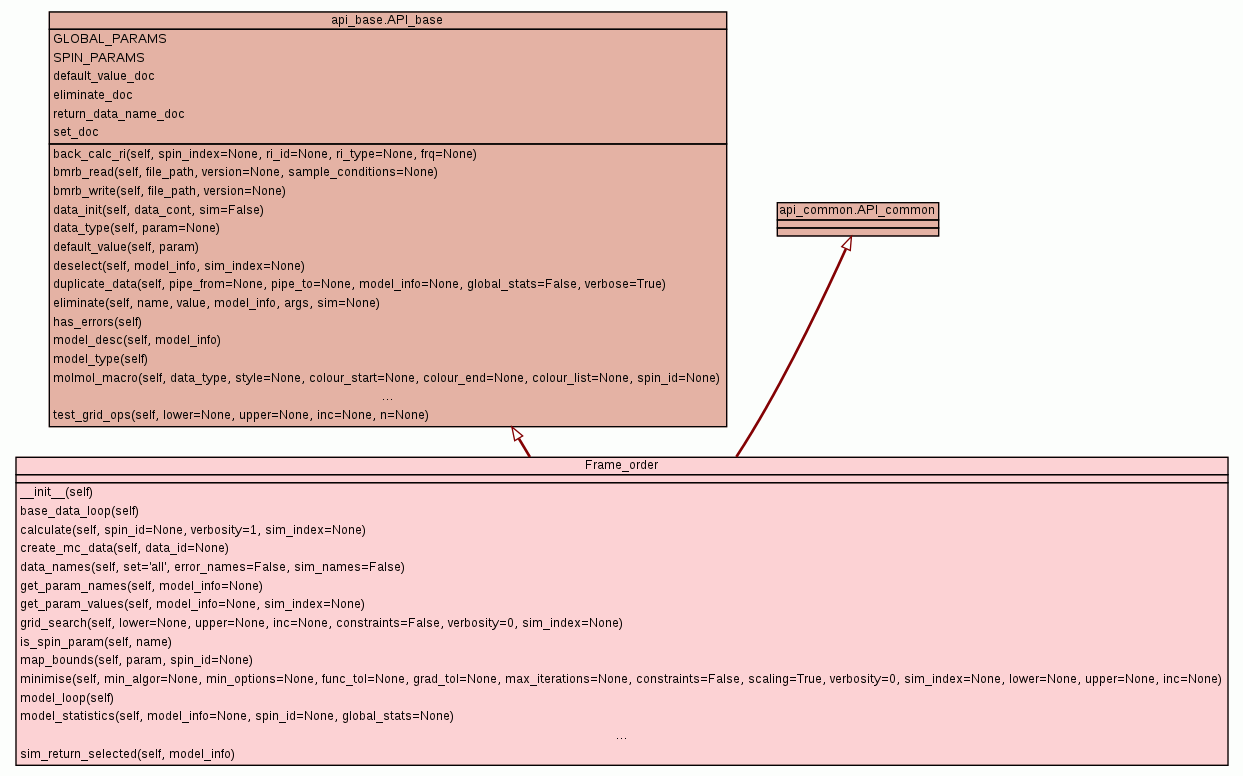 api_base.API_base
GLOBAL_PARAMS
SPIN_PARAMS
default_value_doc
eliminate_doc
return_data_name_doc
set_doc
back_calc_ri(self, spin_index=None, ri_id=None, ri_type=None, frq=None)
bmrb_read(self, file_path, version=None, sample_conditions=None)
bmrb_write(self, file_path, version=None)
data_init(self, data_cont, sim=False)
data_type(self, param=None)
default_value(self, param)
deselect(self, model_info, sim_index=None)
duplicate_data(self, pipe_from=None, pipe_to=None, model_info=None, global_stats=False, verbose=True)
eliminate(self, name, value, model_info, args, sim=None)
has_errors(self)
model_desc(self, model_info)
model_type(self)
molmol_macro(self, data_type, style=None, colour_start=None, colour_end=None, colour_list=None, spin_id=None)
...
test_grid_ops(self, lower=None, upper=None, inc=None, n=None)
api_common.API_common
Frame_order
__init__(self)
base_data_loop(self)
calculate(self, spin_id=None, verbosity=1, sim_index=None)
create_mc_data(self, data_id=None)
data_names(self, set='all', error_names=False, sim_names=False)
get_param_names(self, model_info=None)
get_param_values(self, model_info=None, sim_index=None)
grid_search(self, lower=None, upper=None, inc=None, constraints=False, verbosity=0, sim_index=None)
is_spin_param(self, name)
map_bounds(self, param, spin_id=None)
minimise(self, min_algor=None, min_options=None, func_tol=None, grad_tol=None, max_iterations=None, constraints=False, scaling=True, verbosity=0, sim_index=None, lower=None, upper=None, inc=None)
model_loop(self)
model_statistics(self, model_info=None, spin_id=None, global_stats=None)
...
sim_return_selected(self, model_info)